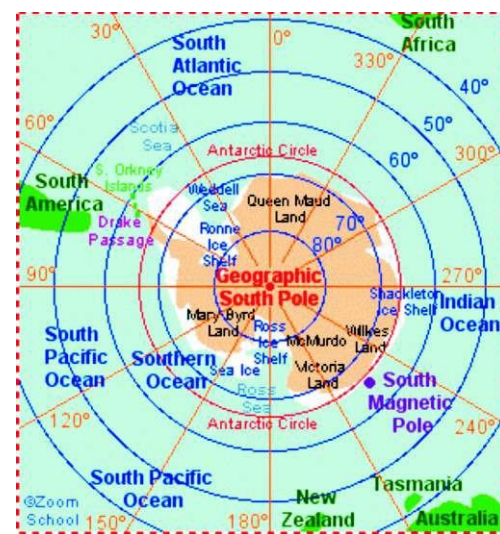 30°
South
Atlantic
Ocean
0°
330°
South
Africa
40°
50°
60°
300°
60°
Scotia
Sea
Antarctic Circle
S. Orkney
Islands
South
America
Drake
Passage
Weddell
Sea
Queen Maud
Land
70°
80°
Ronne
Ice
Shelf
Geographic
South Pole
90°
270°
Shackleton
Ice Shelf
Indian
Ocean
Mary Byrd
Land
Ross
Ice
Shelf
McMurdo
Wilkes
Land
South
Pacific
Ocean
Southern
Ocean
Sea Ice
Victoria
Land
Ross
Sea
South
Magnetic
Pole
120°
Antarctic Circle
240°
South Pacific
Ocean
Tasmania
New
Zealand
Australia
©Zoom
School
150°
180°